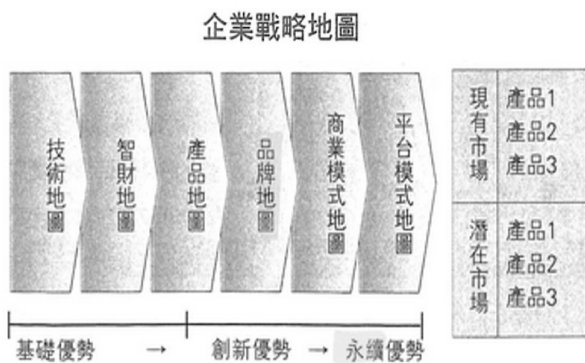 企業戰略地圖
技術地圖
智財地圖
產品地圖
品牌地圖
商業模式地圖
平台模式地圖
現有市場
產品1
產品2
產品3
潛在市場
產品1
產品2
產品3
基礎優勢 → 創新優勢 → 永續優勢